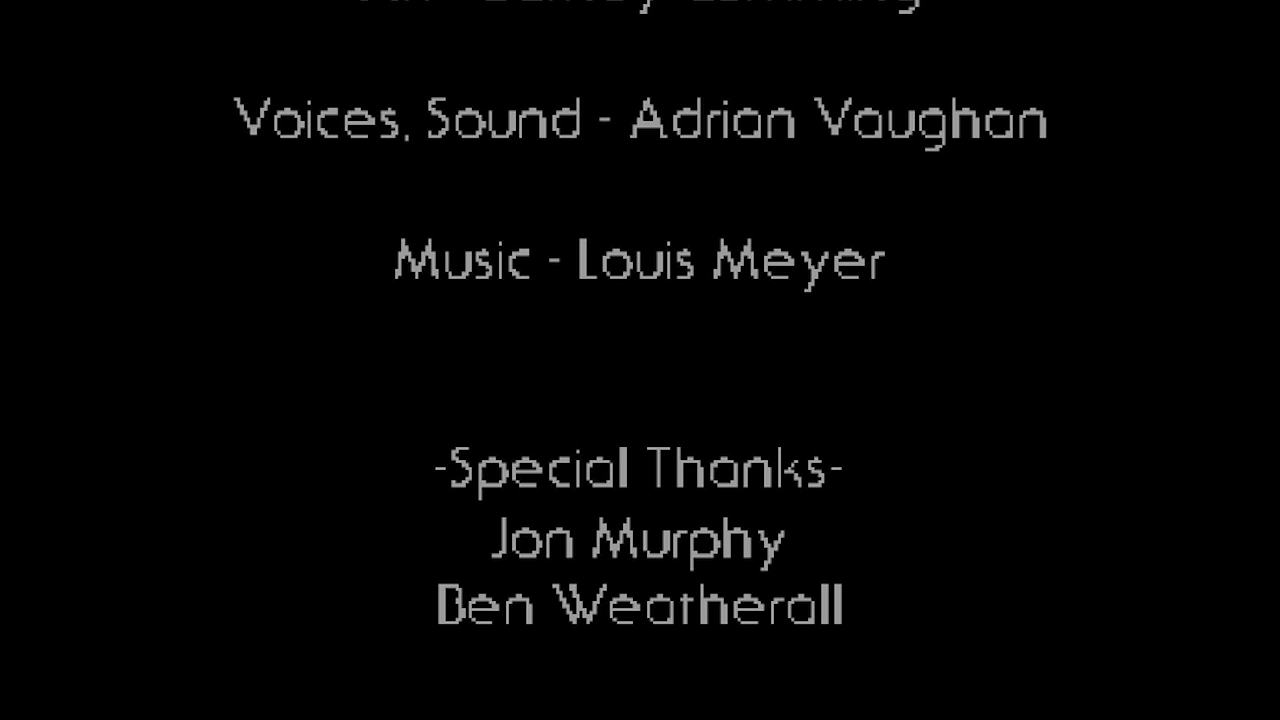 Voices, Sound - Adrian Vaughan
Music - Louis Meyer
-Special Thanks-
Jon Murphy
Ben Weatherall